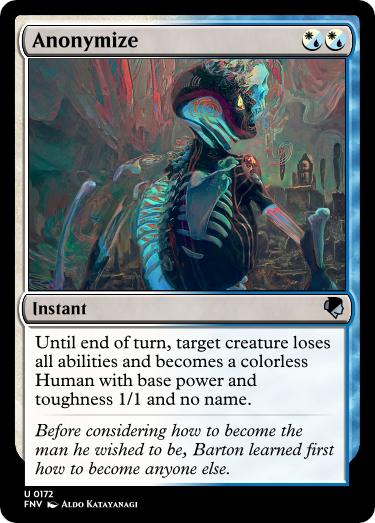 Anonymize
Instant
Until end of turn, target creature loses
all abilities and becomes a colorless
Human with base power and
toughness 1/1 and no name.
Before considering how to become the
man he wished to be, Barton learned first
how to become anyone else.
U 0172
FNV Aldo Katayanagi